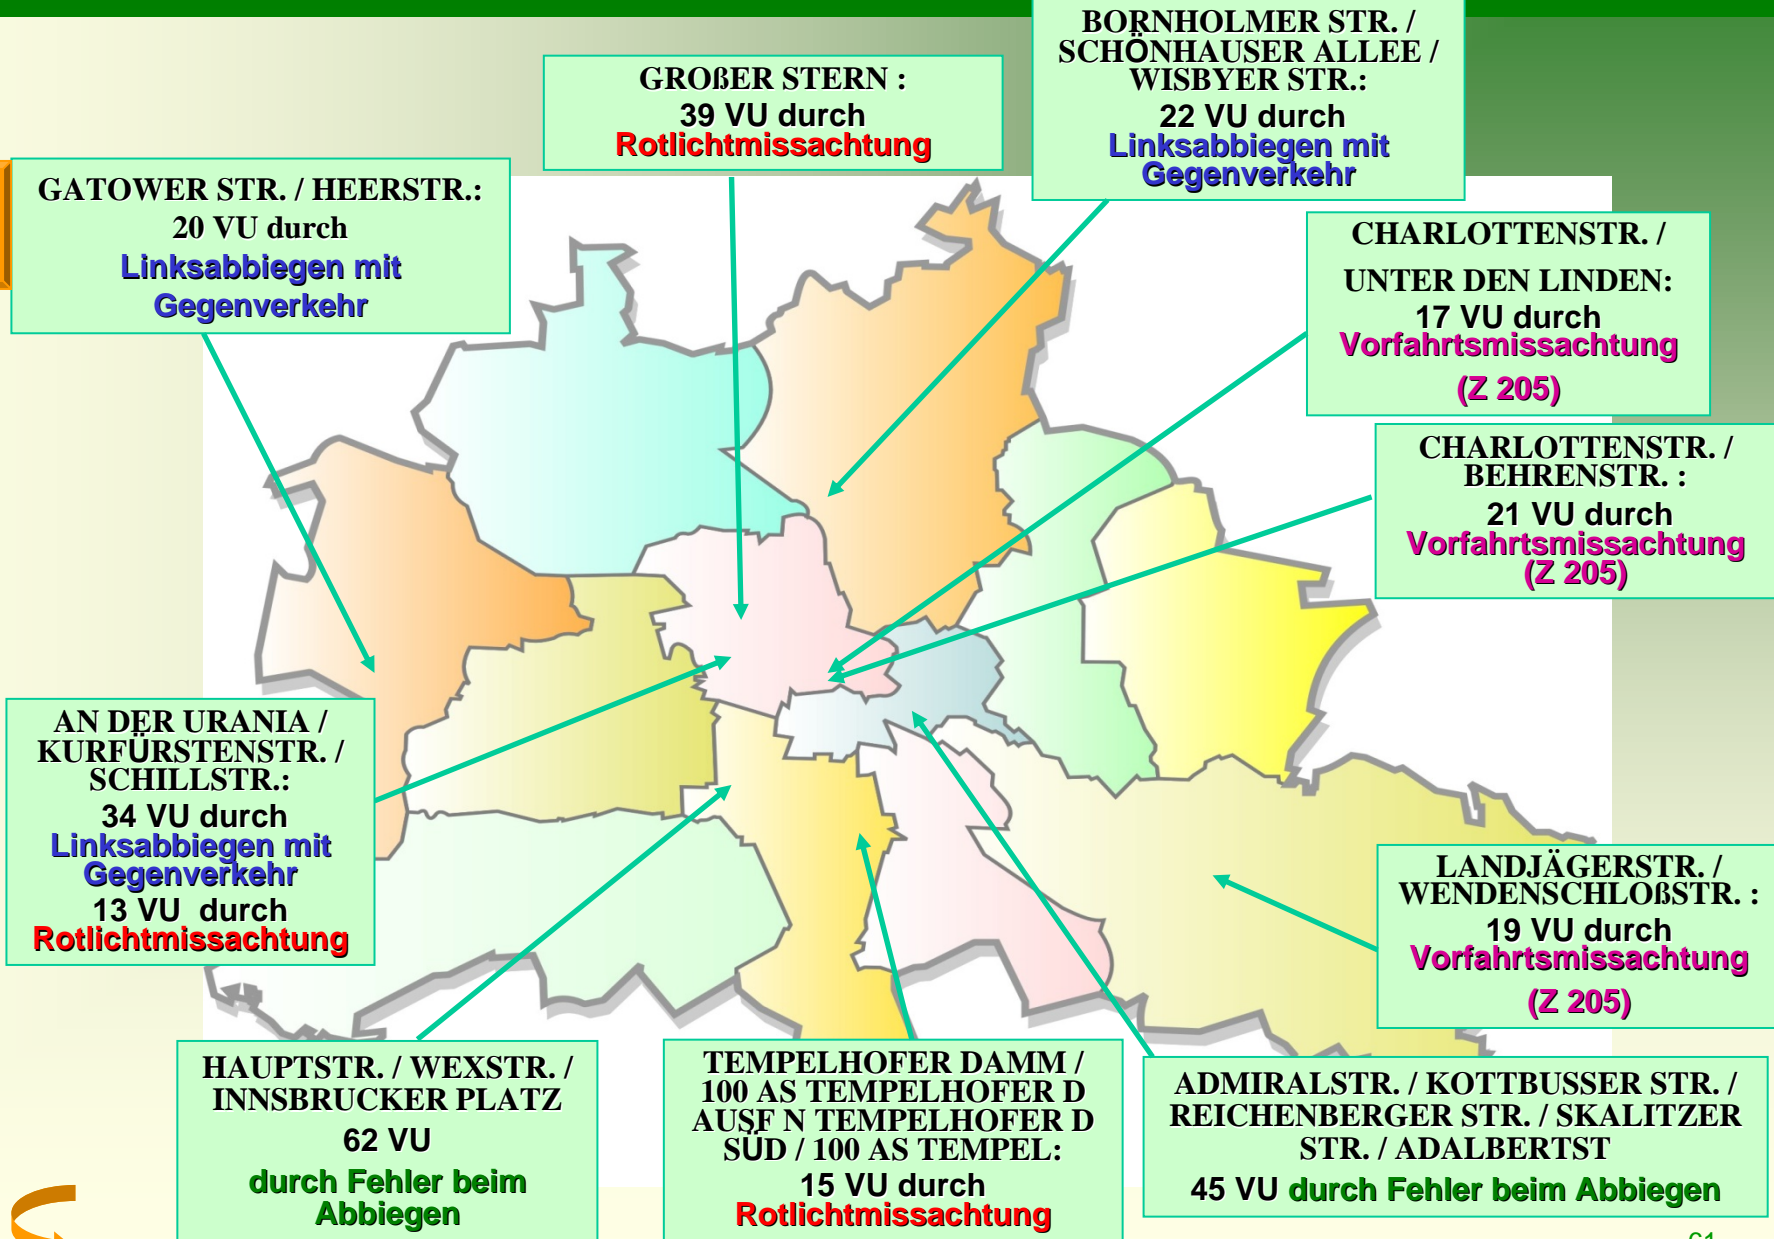 BORNHOLMER STR. /
SCHÖNHAUSER ALLEE /
WISBYER STR.:
22 VU durch
Linksabbiegen mit
Gegenverkehr
GROßER STERN :
39 VU durch
Rotlichtmissachtung
GATOWER STR. / HEERSTR.:
20 VU durch
Linksabbiegen mit
Gegenverkehr
CHARLOTTENSTR. /
UNTER DEN LINDEN:
17 VU durch
Vorfahrtsmissachtung
(Z 205)
CHARLOTTENSTR. /
BEHRENSTR. :
21 VU durch
Vorfahrtsmissachtung
(Z 205)
AN DER URANIA /
KURFÜRSTENSTR. /
SCHILLSTR.:
34 VU durch
Linksabbiegen mit
Gegenverkehr
13 VU durch
Rotlichtmissachtung
LANDJÄGERSTR. /
WENDENSCHLOßSTR. :
19 VU durch
Vorfahrtsmissachtung
(Z 205)
HAUPTSTR. / WEXSTR. /
INNSBRUCKER PLATZ
62 VU
durch Fehler beim
Abbiegen
TEMPELHOFER DAMM /
100 AS TEMPELHOFER D
AUSF N TEMPELHOFER D
SÜD / 100 AS TEMPEL:
15 VU durch
Rotlichtmissachtung
ADMIRALSTR. / KOTTBUSSER STR. /
REICHENBERGER STR. / SKALITZER
STR. / ADALBERTST
45 VU durch Fehler beim Abbiegen